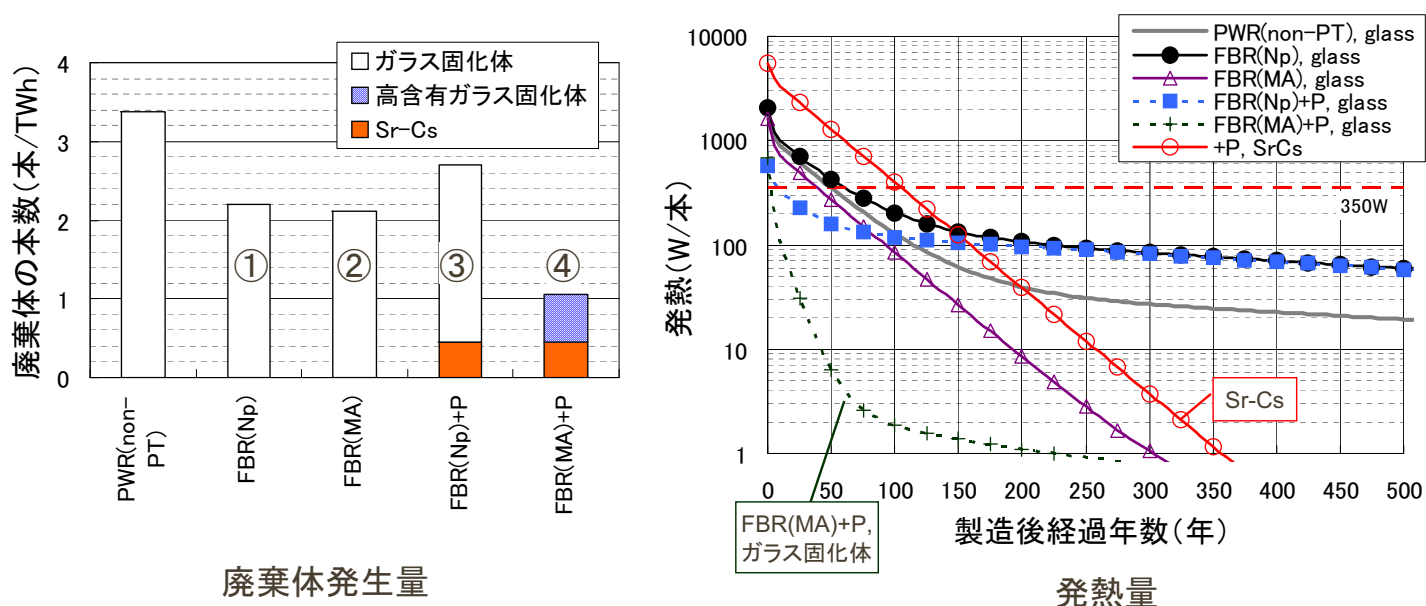 廃棄体の本数(本/TWh)
4
3
2
1
0
ガラス固化体
高含有ガラス固化体
Sr-Cs
①
②
③
④
PWR(non-
PT)
FBR(Np)
FBR(MA)
FBR(Np)+P
FBR(MA)+P
廃棄体発生量
発熱(W/本)
10000
1000
100
10
1
PWR(non-PT), glass
FBR(Np), glass
FBR(MA), glass
FBR(Np)+P, glass
FBR(MA)+P, glass
+P, SrCs
350W
Sr-Cs
0 50 100 150 200 250 300 350 400 450 500
FBR(MA)+P,
ガラス固化体
製造後経過年数(年)
発熱量